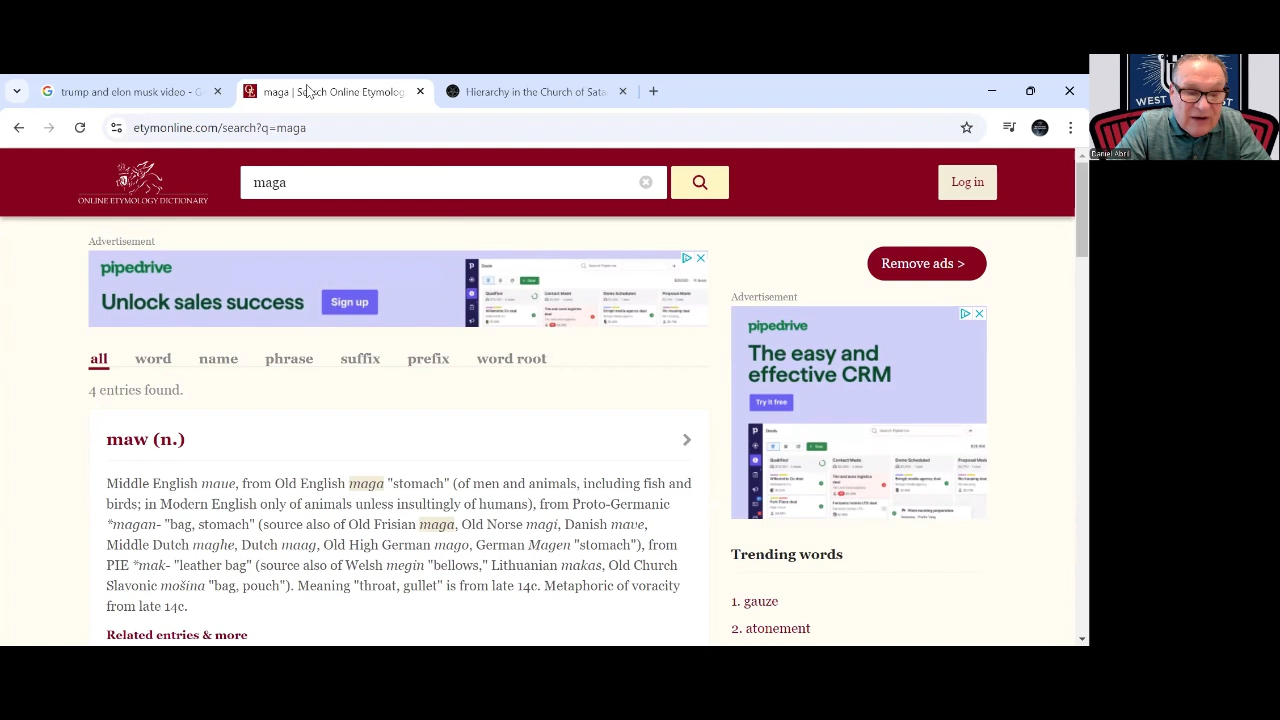 trump and elon musk video - G
maga | Search Online Etymolog
Hierarchy in the Church of Sata
etymonline.com/search?q=maga
WEST
Daniel Abril
maga
Log in
ONLINE ETYMOLOGY DICTIONARY
Advertisement
pipedrive
Unlock sales success
Sign up
Deals
Remove ads >
Advertisement
pipedrive
The easy and
effective CRM
Try it free
Deals
all word name phrase suffix prefix word root
4 entries found.
maw (n.)
Middle English maue, from Old English maga "stomach" (of men and animals, including fish and
birds; in Modern English only of animals unless insultingly of humans), from Proto-Germanic
*magan- "bag, stomach" (source also of Old Frisian maga, Old Norse magi, Danish mave,
Middle Dutch maghe, Dutch maag, Old High German mago, German Magen "stomach"), from
PIE *mak- "leather bag" (source also of Welsh megin "bellows," Lithuanian makas, Old Church
Slavonic mošina "bag, pouch"). Meaning "throat, gullet" is from late 14c. Metaphoric of voracity
from late 14c.
Related entries & more
Trending words
1. gauze
2. atonement